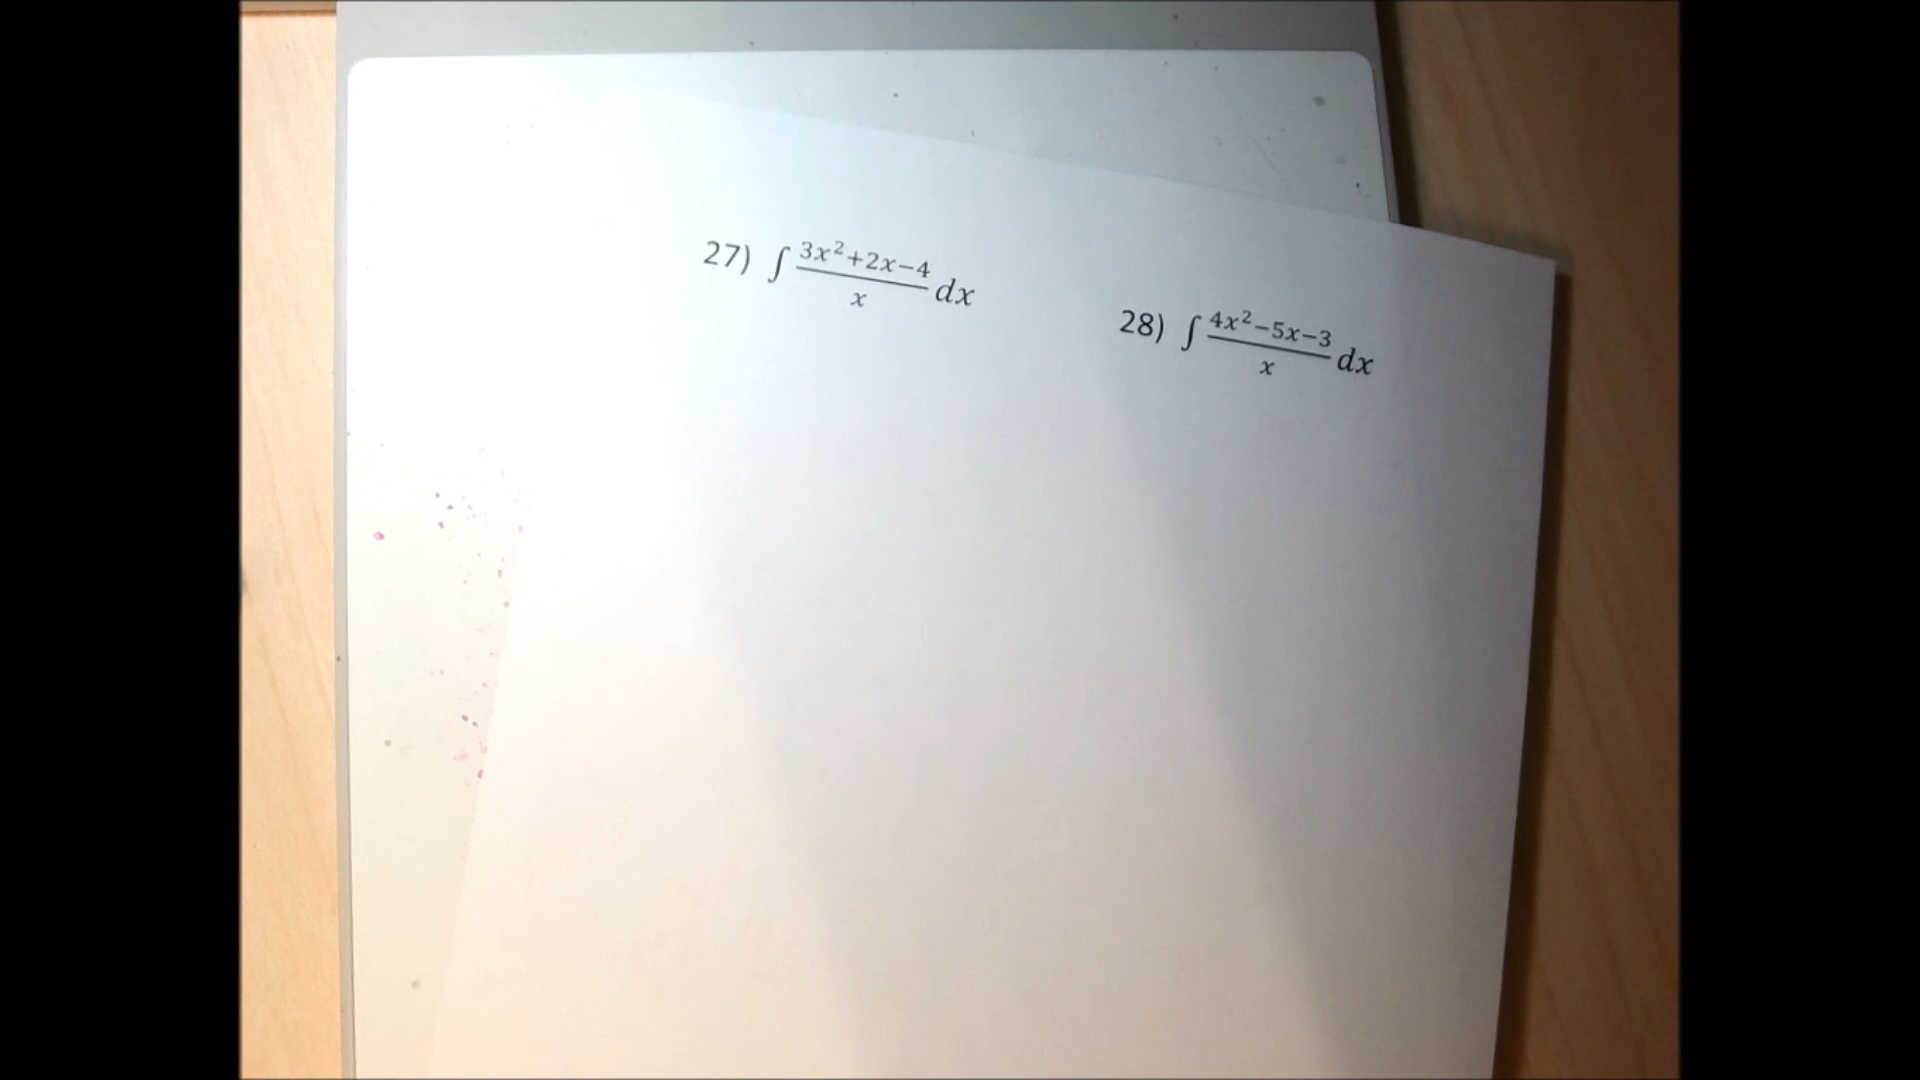 27) ∫ 3x²+2x−4/x dx
28) ∫ 4x²−5x−3/x dx